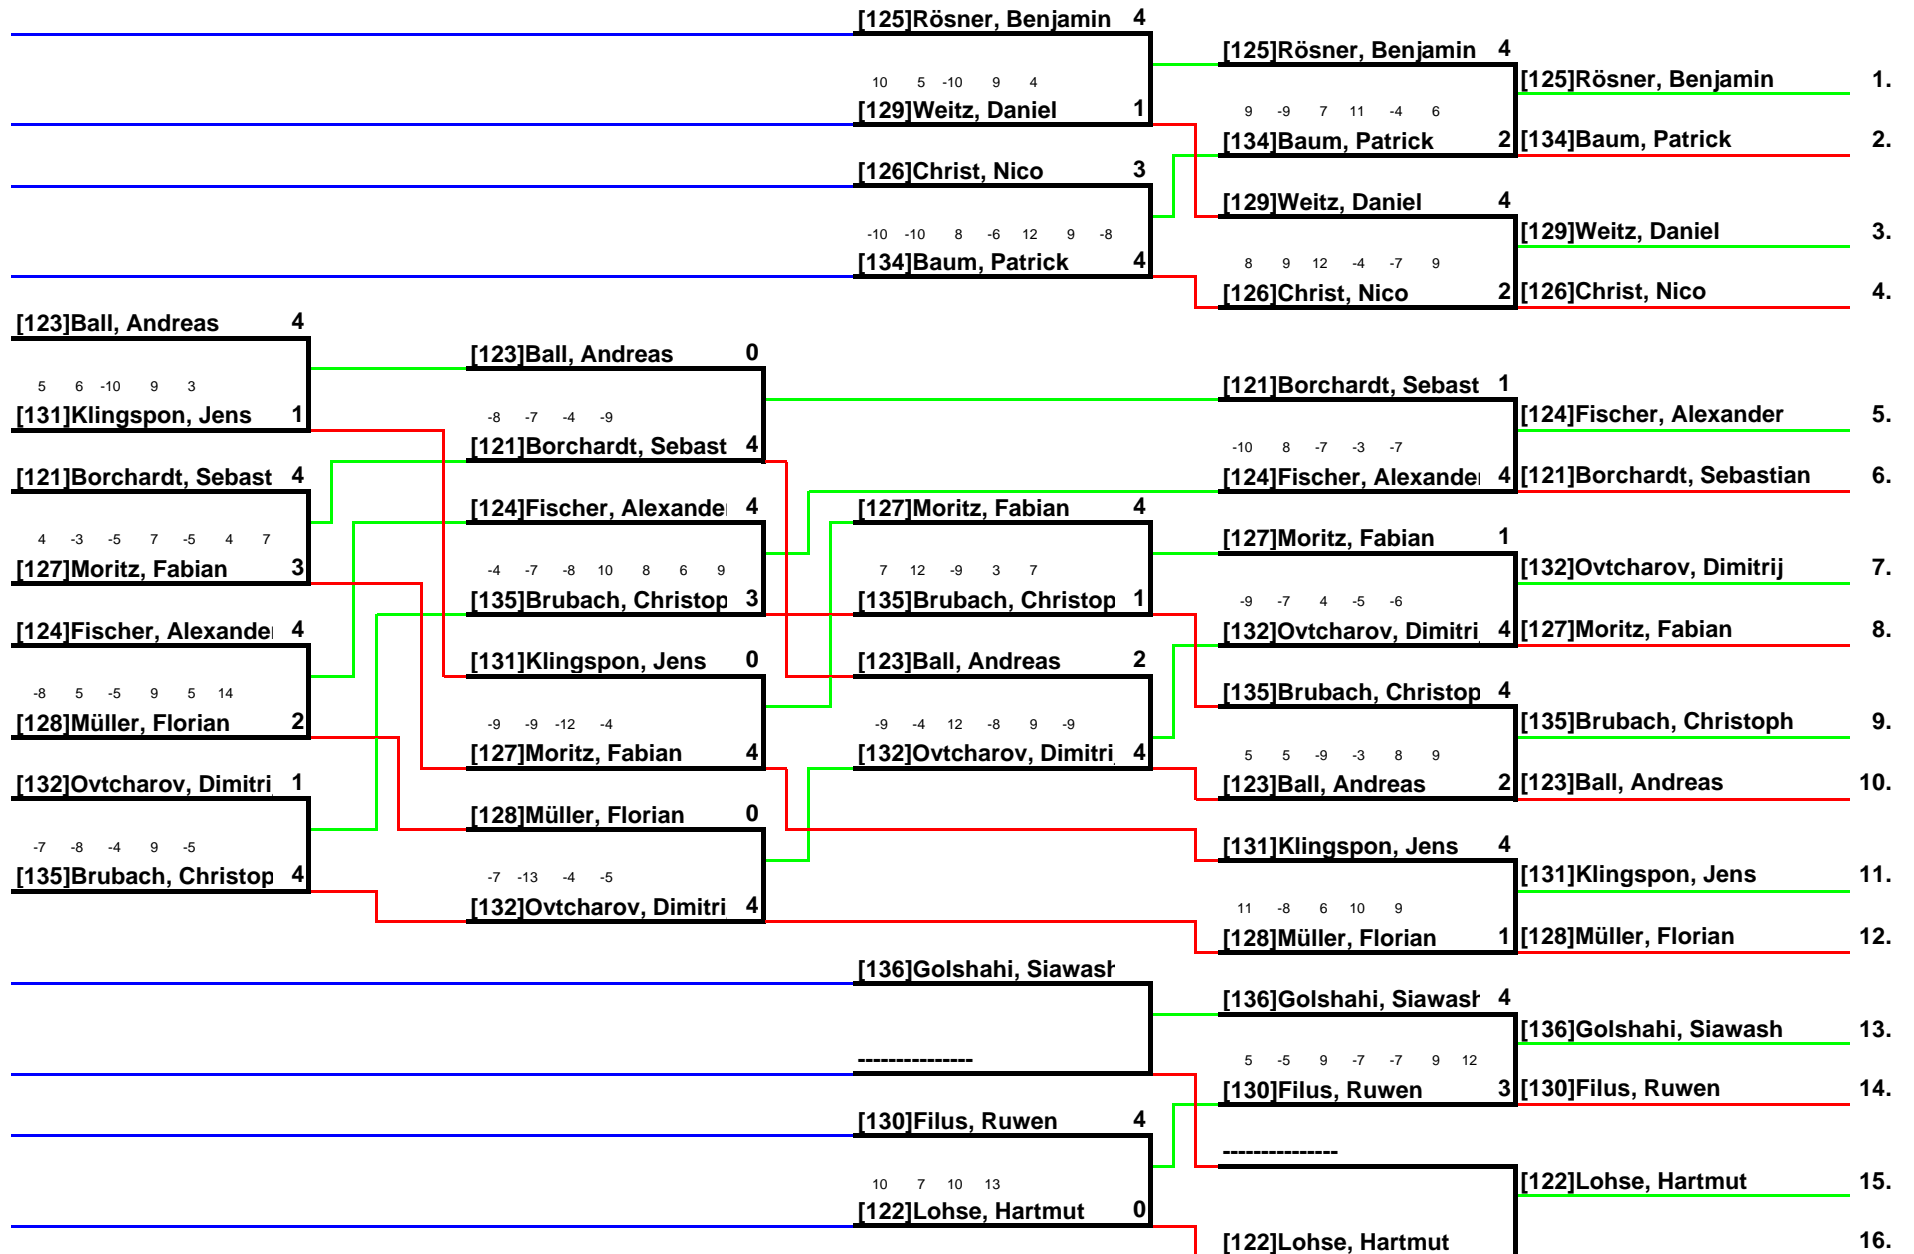 [125]Rösner, Benjamin 4
10 5 -10 9 4
[129]Weitz, Daniel 1
[126]Christ, Nico 3
-10 -10 8 -6 12 9 -8
[134]Baum, Patrick 4
[125]Rösner, Benjamin 4
9 -9 7 11 -4 6
[134]Baum, Patrick 2
[129]Weitz, Daniel 4
8 9 12 -4 -7 9
[126]Christ, Nico 2
[125]Rösner, Benjamin 1.
[134]Baum, Patrick 2.
[129]Weitz, Daniel 3.
[126]Christ, Nico 4.
[123]Ball, Andreas 4
5 6 -10 9 3
[131]Klingspon, Jens 1
[121]Borchardt, Sebast 4
4 -3 -5 7 -5 4 7
[127]Moritz, Fabian 3
[124]Fischer, Alexander 4
-8 5 -5 9 5 14
[128]Müller, Florian 2
[132]Ovtcharov, Dimitri 1
-7 -8 -4 9 -5
[135]Brubach, Christop 4
[123]Ball, Andreas 0
-8 -7 -4 -9
[121]Borchardt, Sebast 4
[124]Fischer, Alexander 4
-4 -7 -8 10 8 6 9
[135]Brubach, Christop 3
[131]Klingspon, Jens 0
-9 -9 -12 -4
[127]Moritz, Fabian 4
[128]Müller, Florian 0
-7 -13 -4 -5
[132]Ovtcharov, Dimitri 4
[127]Moritz, Fabian 4
7 12 -9 3 7
[135]Brubach, Christop 1
[123]Ball, Andreas 2
-9 -4 12 -8 9 -9
[132]Ovtcharov, Dimitri 4
[121]Borchardt, Sebast 1
-10 8 -7 -3 -7
[124]Fischer, Alexander 4
[127]Moritz, Fabian 1
-9 -7 4 -5 -6
[132]Ovtcharov, Dimitri 4
[135]Brubach, Christop 4
5 5 -9 -3 8 9
[123]Ball, Andreas 2
[131]Klingspon, Jens 4
11 -8 6 10 9
[128]Müller, Florian 1
[124]Fischer, Alexander 5.
[121]Borchardt, Sebastian 6.
[132]Ovtcharov, Dimitrij 7.
[127]Moritz, Fabian 8.
[135]Brubach, Christoph 9.
[123]Ball, Andreas 10.
[131]Klingspon, Jens 11.
[128]Müller, Florian 12.
[136]Golshahi, Siawash
---------------
[130]Filus, Ruwen 4
10 7 10 13
[122]Lohse, Hartmut 0
[136]Golshahi, Siawash 4
5 -5 9 -7 -7 9 12
[130]Filus, Ruwen 3
---------------
[122]Lohse, Hartmut
[136]Golshahi, Siawash 13.
[130]Filus, Ruwen 14.
[122]Lohse, Hartmut 15.
16.